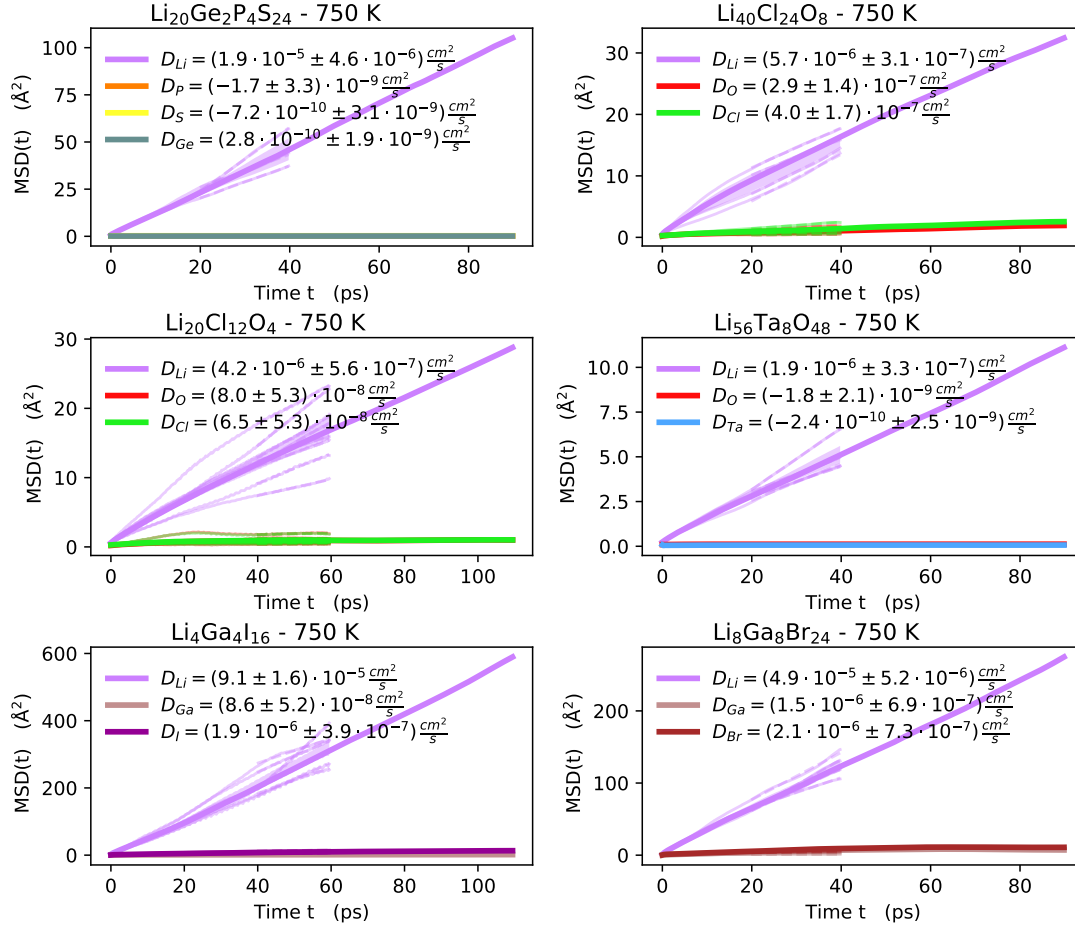 Li₂₀Ge₂P₄S₂₄ - 750 K
D_Li = (1.9 · 10⁻⁵ ± 4.6 · 10⁻⁶) cm²/s
D_P = (−1.7 ± 3.3) · 10⁻⁹ cm²/s
D_S = (−7.2 · 10⁻¹⁰ ± 3.1 · 10⁻⁹) cm²/s
D_Ge = (2.8 · 10⁻¹⁰ ± 1.9 · 10⁻⁹) cm²/s
MSD(t) (Å²)
100
75
50
25
0
0 20 40 60 80
Time t (ps)
Li₄₀Cl₂₄O₈ - 750 K
D_Li = (5.7 · 10⁻⁶ ± 3.1 · 10⁻⁷) cm²/s
D_O = (2.9 ± 1.4) · 10⁻⁷ cm²/s
D_Cl = (4.0 ± 1.7) · 10⁻⁷ cm²/s
MSD(t) (Å²)
30
20
10
0
0 20 40 60 80
Time t (ps)
Li₂₀Cl₁₂O₄ - 750 K
D_Li = (4.2 · 10⁻⁶ ± 5.6 · 10⁻⁷) cm²/s
D_O = (8.0 ± 5.3) · 10⁻⁸ cm²/s
D_Cl = (6.5 ± 5.3) · 10⁻⁸ cm²/s
MSD(t) (Å²)
30
20
10
0
0 20 40 60 80 100
Time t (ps)
Li₅₆Ta₈O₄₈ - 750 K
D_Li = (1.9 · 10⁻⁶ ± 3.3 · 10⁻⁷) cm²/s
D_O = (−1.8 ± 2.1) · 10⁻⁹ cm²/s
D_Ta = (−2.4 · 10⁻¹⁰ ± 2.5 · 10⁻⁹) cm²/s
MSD(t) (Å²)
10.0
7.5
5.0
2.5
0.0
0 20 40 60 80
Time t (ps)
Li₄Ga₄I₁₆ - 750 K
D_Li = (9.1 ± 1.6) · 10⁻⁵ cm²/s
D_Ga = (8.6 ± 5.2) · 10⁻⁸ cm²/s
D_I = (1.9 · 10⁻⁶ ± 3.9 · 10⁻⁷) cm²/s
MSD(t) (Å²)
600
400
200
0
0 20 40 60 80 100
Time t (ps)
Li₈Ga₈Br₂₄ - 750 K
D_Li = (4.9 · 10⁻⁵ ± 5.2 · 10⁻⁶) cm²/s
D_Ga = (1.5 · 10⁻⁶ ± 6.9 · 10⁻⁷) cm²/s
D_Br = (2.1 · 10⁻⁶ ± 7.3 · 10⁻⁷) cm²/s
MSD(t) (Å²)
200
100
0
0 20 40 60 80
Time t (ps)